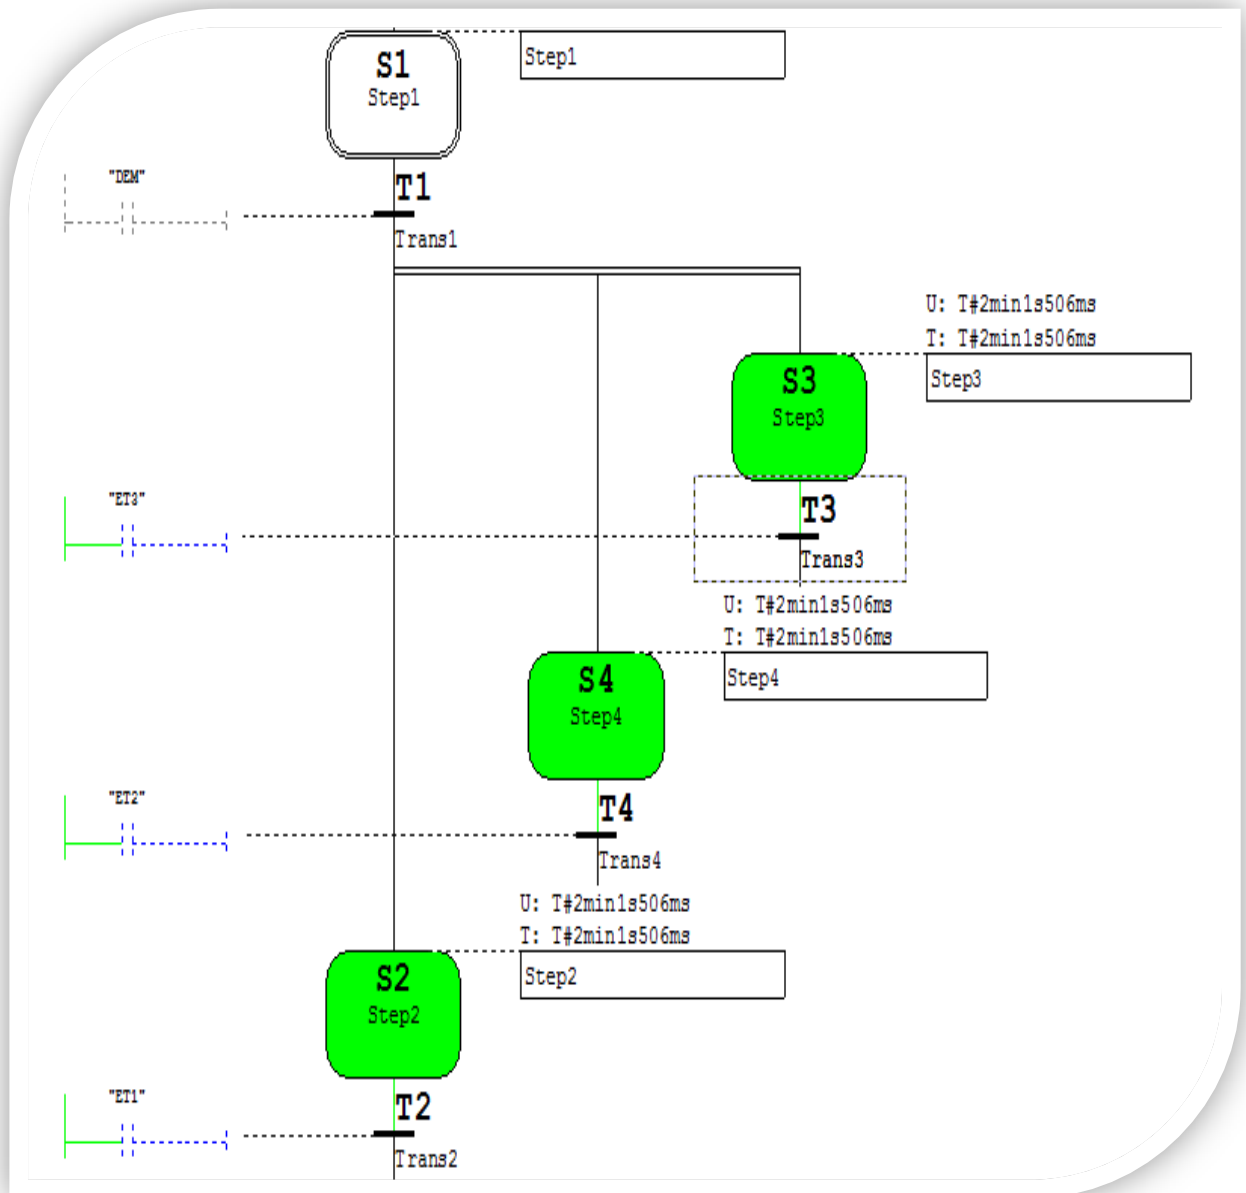 S1
Step1
Step1
"DEM"
T1
Trans1
U: T#2min1s506ms
T: T#2min1s506ms
S3
Step3
Step3
"ET3"
T3
Trans3
U: T#2min1s506ms
T: T#2min1s506ms
S4
Step4
Step4
"ET2"
T4
Trans4
U: T#2min1s506ms
T: T#2min1s506ms
S2
Step2
Step2
"ET1"
T2
Trans2